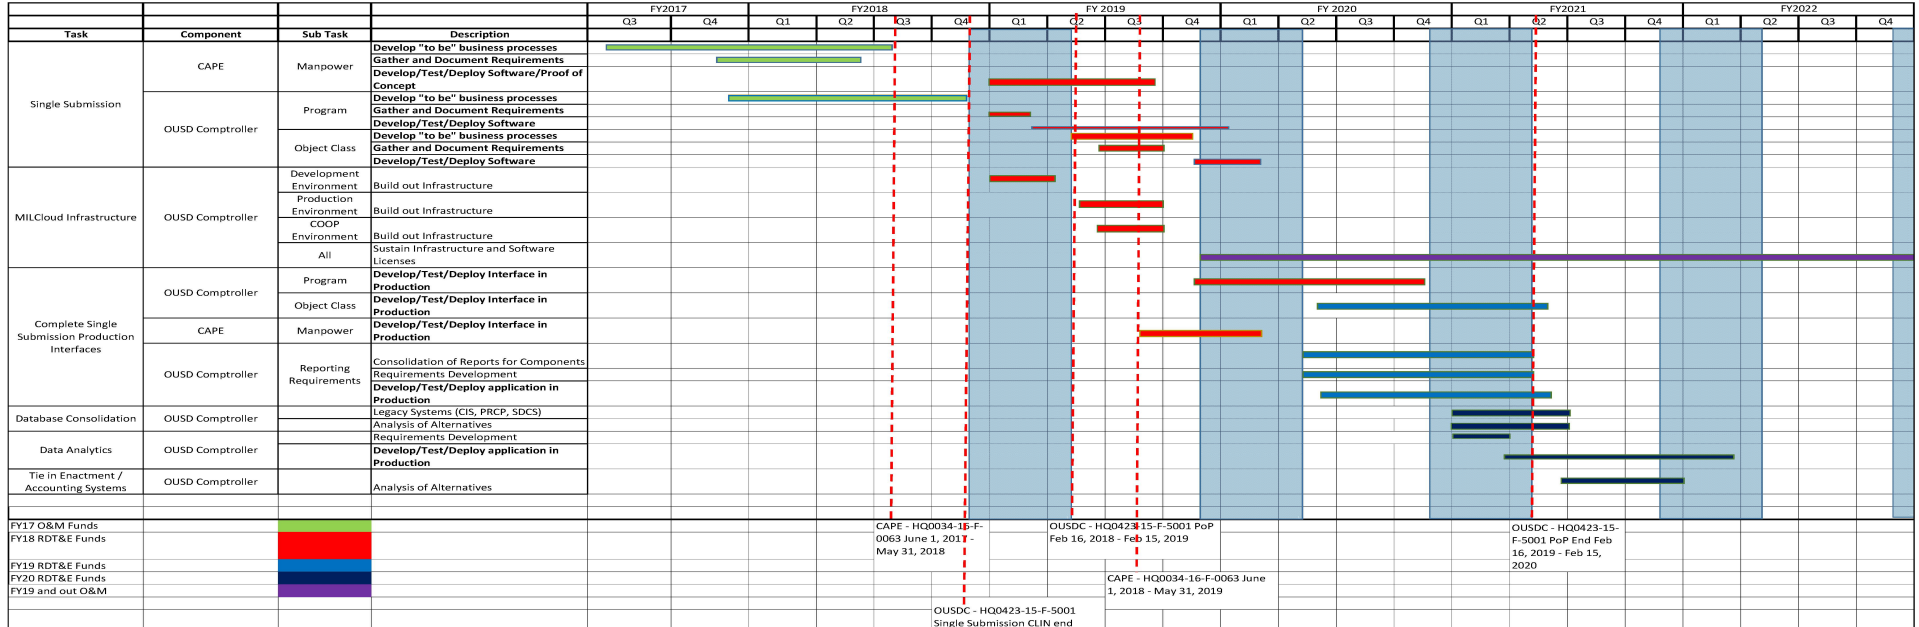 FY2017 FY2018 FY 2019 FY 2020 FY2021 FY2022
Q3 Q4 Q1 Q2 Q3 Q4 Q1 Q2 Q3 Q4 Q1 Q2 Q3 Q4 Q1 Q2 Q3 Q4 Q1 Q2 Q3 Q4
Task Component Sub Task Description
Single Submission
CAPE
Manpower
Develop "to be" business processes
Gather and Document Requirements
Develop/Test/Deploy Software/Proof of
Concept
OUSD Comptroller
Program
Develop "to be" business processes
Gather and Document Requirements
Develop/Test/Deploy Software
Object Class
Develop "to be" business processes
Gather and Document Requirements
Develop/Test/Deploy Software
MILCloud Infrastructure
OUSD Comptroller
Development
Environment
Build out Infrastructure
Production
Environment
Build out Infrastructure
COOP
Environment
Build out Infrastructure
All
Sustain Infrastructure and Software
Licenses
Complete Single
Submission Production
Interfaces
OUSD Comptroller
Program
Develop/Test/Deploy Interface in
Production
Object Class
Develop/Test/Deploy Interface in
Production
CAPE
Manpower
Develop/Test/Deploy Interface in
Production
OUSD Comptroller
Reporting
Requirements
Consolidation of Reports for Components
Requirements Development
Develop/Test/Deploy application in
Production
Database Consolidation
OUSD Comptroller
Legacy Systems (CIS, PRCP, SDCS)
Analysis of Alternatives
Data Analytics
OUSD Comptroller
Requirements Development
Develop/Test/Deploy application in
Production
Tie in Enactment /
Accounting Systems
OUSD Comptroller
Analysis of Alternatives
FY17 O&M Funds
FY18 RDT&E Funds
FY19 RDT&E Funds
FY20 RDT&E Funds
FY19 and out O&M
CAPE - HQ0034-16-F-
0063 June 1, 2017 -
May 31, 2018
OUSDC - HQ0423-15-F-5001 PoP
Feb 16, 2018 - Feb 15, 2019
OUSDC - HQ0423-15-
F-5001 PoP End Feb
16, 2019 - Feb 15,
2020
CAPE - HQ0034-16-F-0063 June
1, 2018 - May 31, 2019
OUSDC - HQ0423-15-F-5001
Single Submission CLIN end